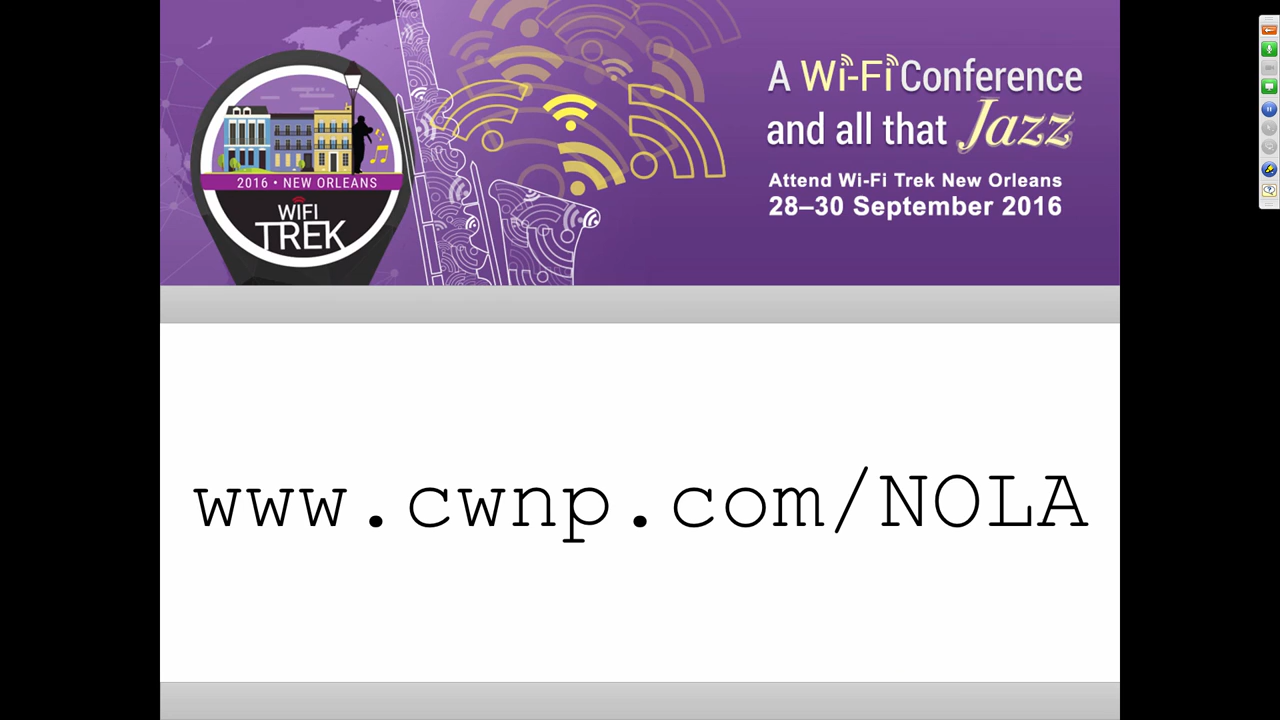 A Wi-Fi Conference
and all that Jazz
Attend Wi-Fi Trek New Orleans
28–30 September 2016
2016 • NEW ORLEANS
WIFI
TREK
www.cwnp.com/NOLA